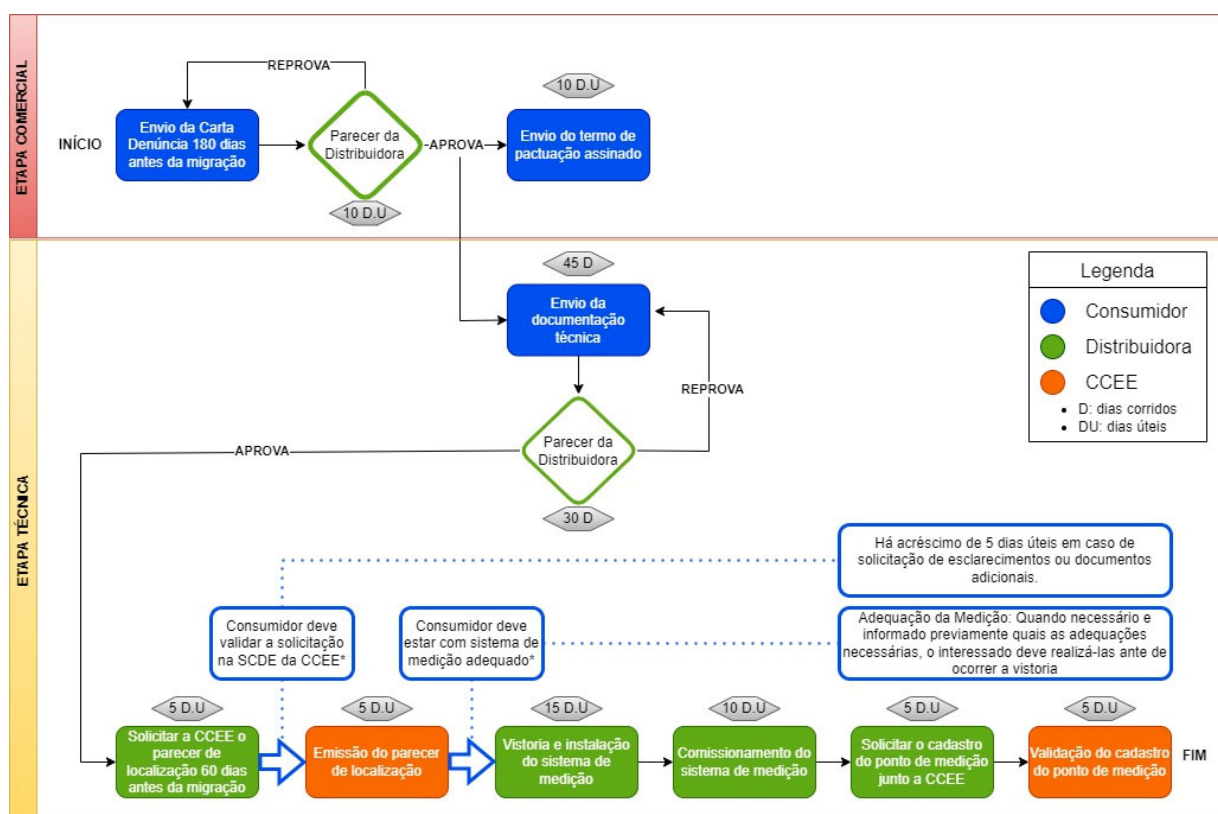 ETAPA COMERCIAL
REPROVA
10 D.U
INÍCIO
Envio da Carta
Denúncia 180 dias
antes da migração
Parecer da
Distribuidora
APROVA
Envio do termo de
pactuação assinado
10 D.U
ETAPA TÉCNICA
45 D
Envio da
documentação
técnica
REPROVA
Parecer da
Distribuidora
APROVA
30 D
Legenda
Consumidor
Distribuidora
CCEE
• D: dias corridos
• DU: dias úteis
Há acréscimo de 5 dias úteis em caso de
solicitação de esclarecimentos ou documentos
adicionais.
Consumidor deve
validar a solicitação
na SCDE da CCEE*
Consumidor deve
estar com sistema de
medição adequado*
Adequação da Medição: Quando necessário e
informado previamente quais as adequações
necessárias, o interessado deve realizá-las ante de
ocorrer a vistoria
5 D.U
5 D.U
15 D.U
10 D.U
5 D.U
5 D.U
Solicitar a CCEE o
parecer de
localização 60 dias
antes da migração
Emissão do parecer
de localização
Vistoria e instalação
do sistema de
medição
Comissionamento do
sistema de medição
Solicitar o cadastro
do ponto de medição
junto a CCEE
Validação do cadastro
do ponto de medição
FIM